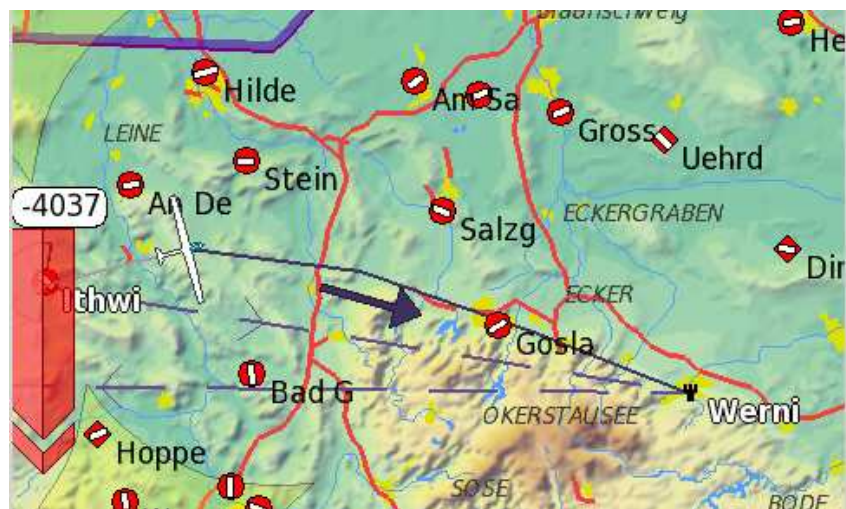 Braunschweig
He
Hilde
Am Sa
LEINE
Gross
Uehrd
Stein
An De
-4037
ECKERGRABEN
Salzg
Dir
Ithwi
ECKER
Gosla
Bad G
OKERSTAUSEE
Werni
Hoppe
SOSE
BODE